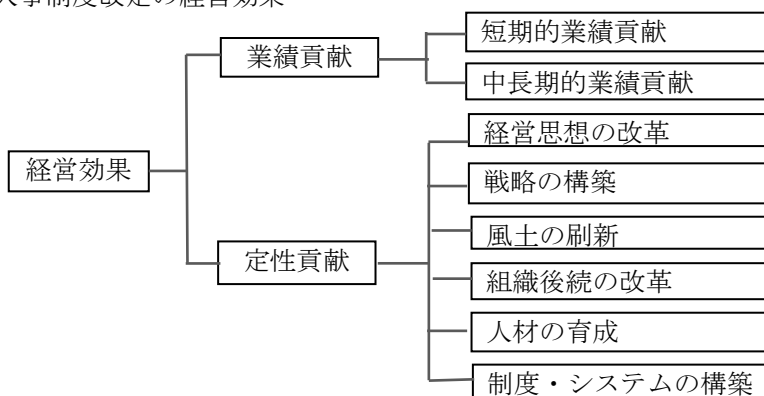 人事制度改定の経営効果
経営効果
業績貢献
短期的業績貢献
中長期的業績貢献
定性貢献
経営思想の改革
戦略の構築
風土の刷新
組織後続の改革
人材の育成
制度・システムの構築